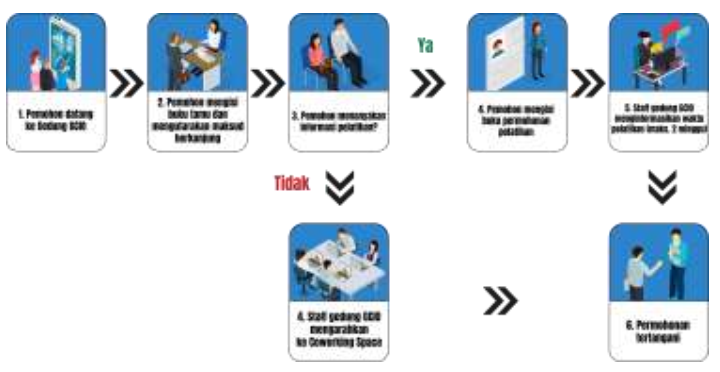 1. Pemohon datang
ke Gedung GCIO
2. Pemohon mengisi
buku tamu dan
mengutarakan maksud
berkunjung
3. Pemohon menanyakan
informasi pelatihan?
Ya
4. Pemohon mengisi
buku permohonan
pelatihan
5. Staff gedung GCIO
menginformasikan waktu
pelatihan (maks. 2 minggu)
Tidak
4. Staff gedung GCIO
mengarahkan
ke Coworking Space
6. Permohonan
tertangani